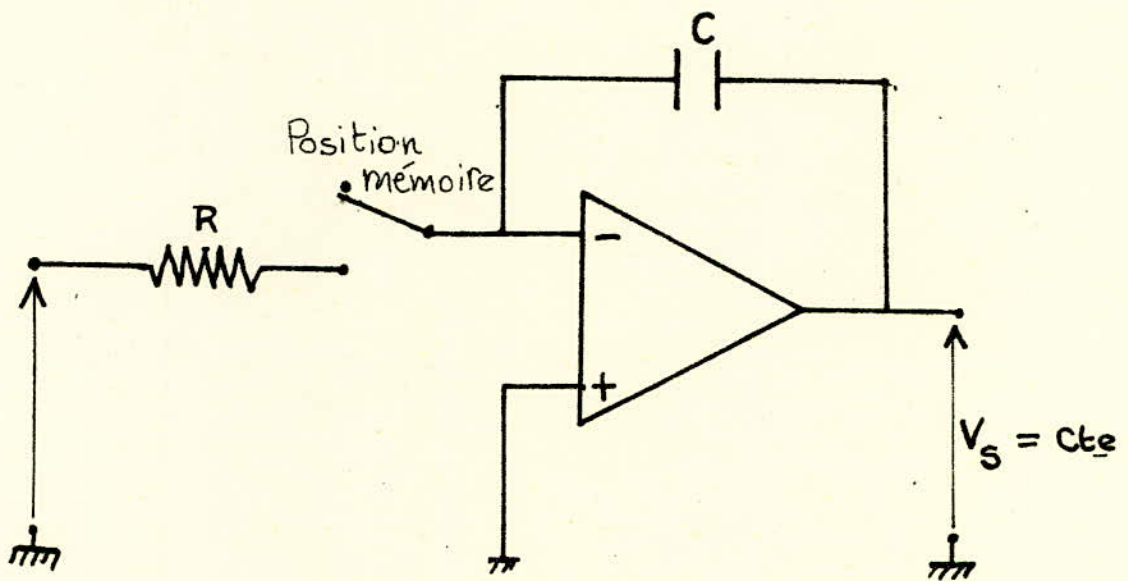 C
Position
mémoire
R
-
+
V_S = Cte